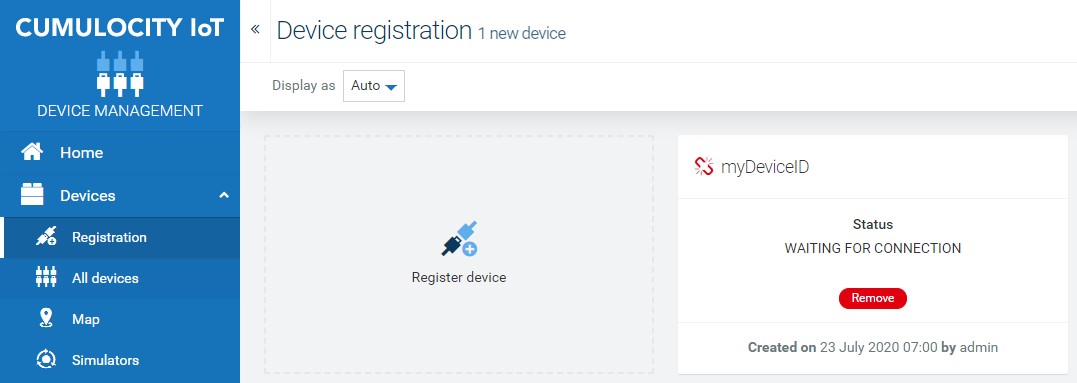 CUMULOCITY IoT
DEVICE MANAGEMENT
Home
Devices
Registration
All devices
Map
Simulators
Device registration 1 new device
Display as Auto
Register device
myDeviceID
Status
WAITING FOR CONNECTION
Remove
Created on 23 July 2020 07:00 by admin